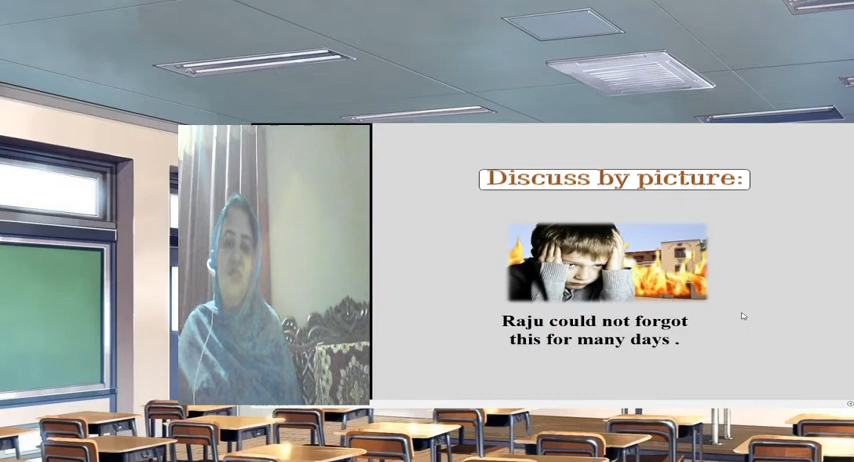 Discuss by picture:
Raju could not forgot
this for many days .